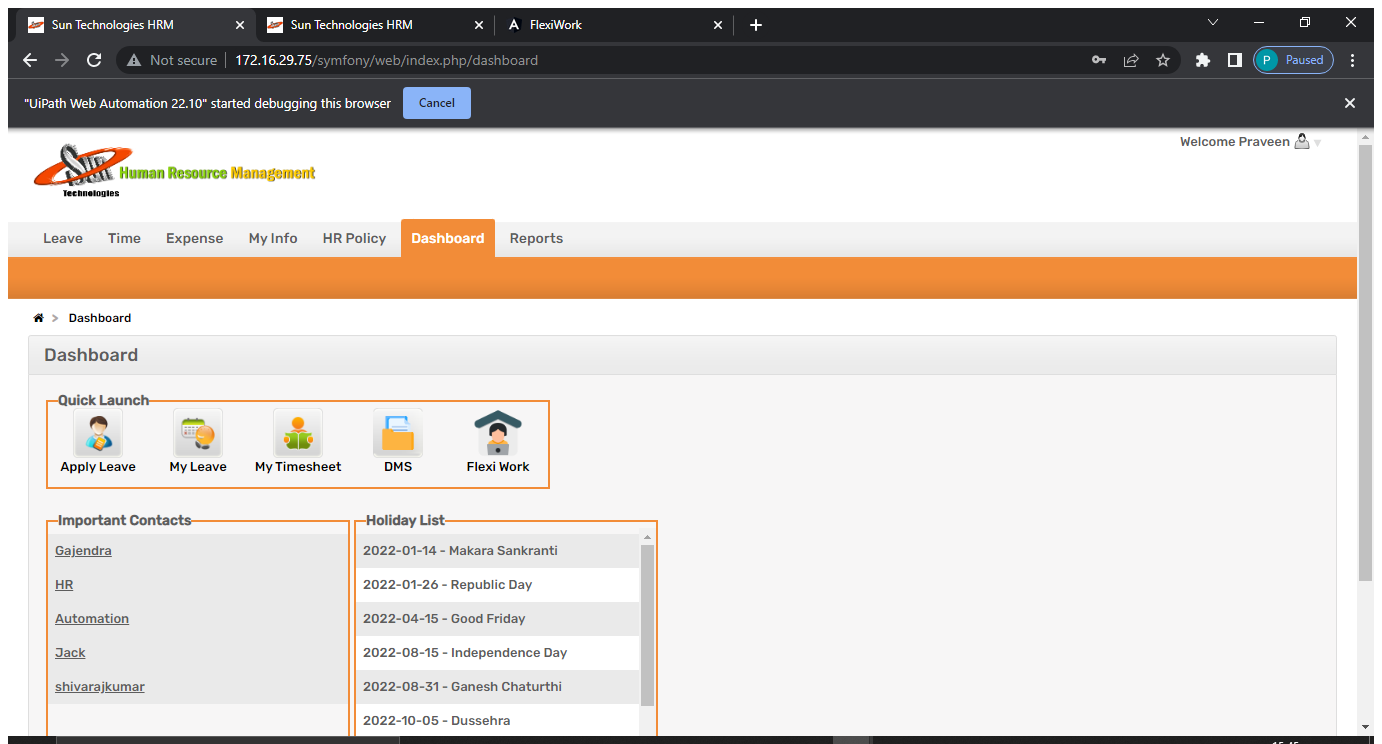 Sun Technologies HRM
Sun Technologies HRM
FlexiWork
Not secure 172.16.29.75/symfony/web/index.php/dashboard
P Paused
"UiPath Web Automation 22.10" started debugging this browser Cancel
Welcome Praveen
Sun Human Resource Management
Technologies
Leave Time Expense My Info HR Policy Dashboard Reports
> Dashboard
Dashboard
Quick Launch
Apply Leave My Leave My Timesheet DMS Flexi Work
Important Contacts
Gajendra
HR
Automation
Jack
shivarajkumar
Holiday List
2022-01-14 - Makara Sankranti
2022-01-26 - Republic Day
2022-04-15 - Good Friday
2022-08-15 - Independence Day
2022-08-31 - Ganesh Chaturthi
2022-10-05 - Dussehra